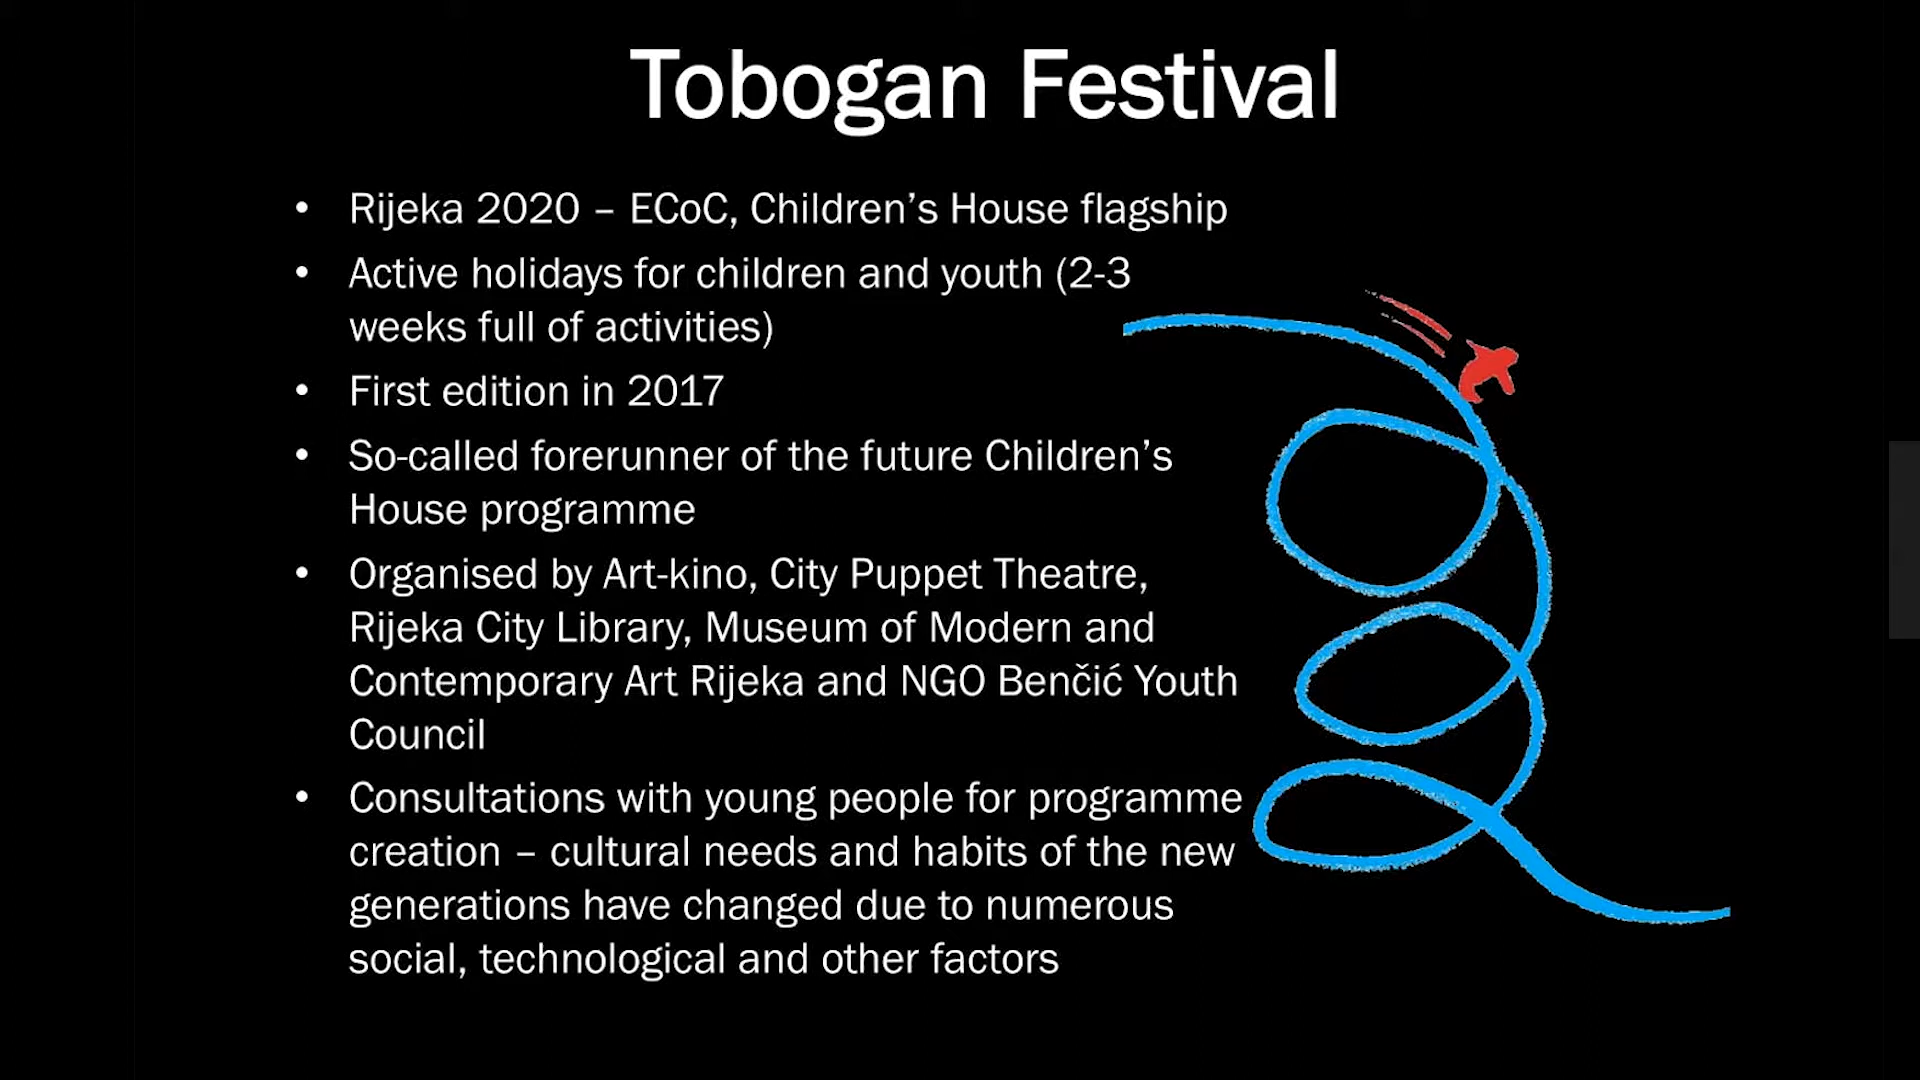 Tobogan Festival
• Rijeka 2020 – ECoC, Children’s House flagship
• Active holidays for children and youth (2-3
weeks full of activities)
• First edition in 2017
• So-called forerunner of the future Children’s
House programme
• Organised by Art-kino, City Puppet Theatre,
Rijeka City Library, Museum of Modern and
Contemporary Art Rijeka and NGO Benčić Youth
Council
• Consultations with young people for programme
creation – cultural needs and habits of the new
generations have changed due to numerous
social, technological and other factors